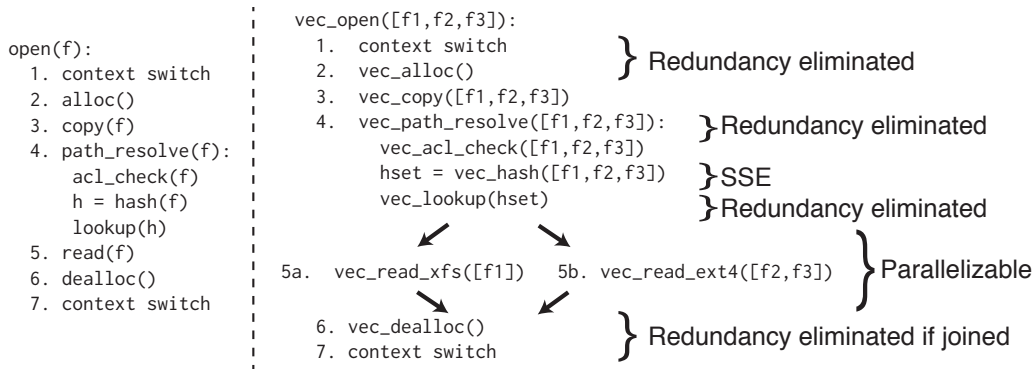 open(f):
1. context switch
2. alloc()
3. copy(f)
4. path_resolve(f):
acl_check(f)
h = hash(f)
lookup(h)
5. read(f)
6. dealloc()
7. context switch
vec_open([f1,f2,f3]):
1. context switch
2. vec_alloc()
} Redundancy eliminated
3. vec_copy([f1,f2,f3])
4. vec_path_resolve([f1,f2,f3]):
vec_acl_check([f1,f2,f3])
}Redundancy eliminated
hset = vec_hash([f1,f2,f3]) }SSE
vec_lookup(hset) }Redundancy eliminated
5a. vec_read_xfs([f1]) 5b. vec_read_ext4([f2,f3]) }Parallelizable
6. vec_dealloc()
7. context switch
} Redundancy eliminated if joined